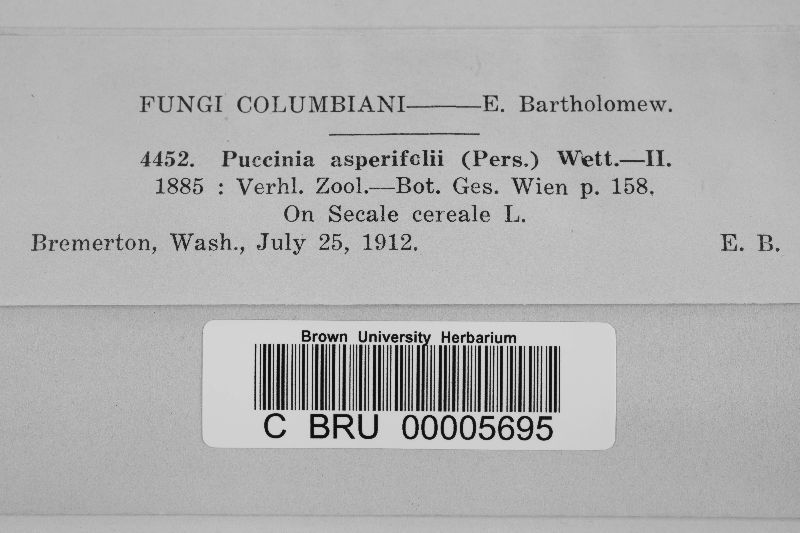 FUNGI COLUMBIANI——E. Bartholomew.
4452. Puccinia asperifolii (Pers.) Wett.—II.
1885 : Verhl. Zool.—Bot. Ges. Wien p. 158.
On Secale cereale L.
Bremerton, Wash., July 25, 1912. E. B.
Brown University Herbarium
C BRU 00005695